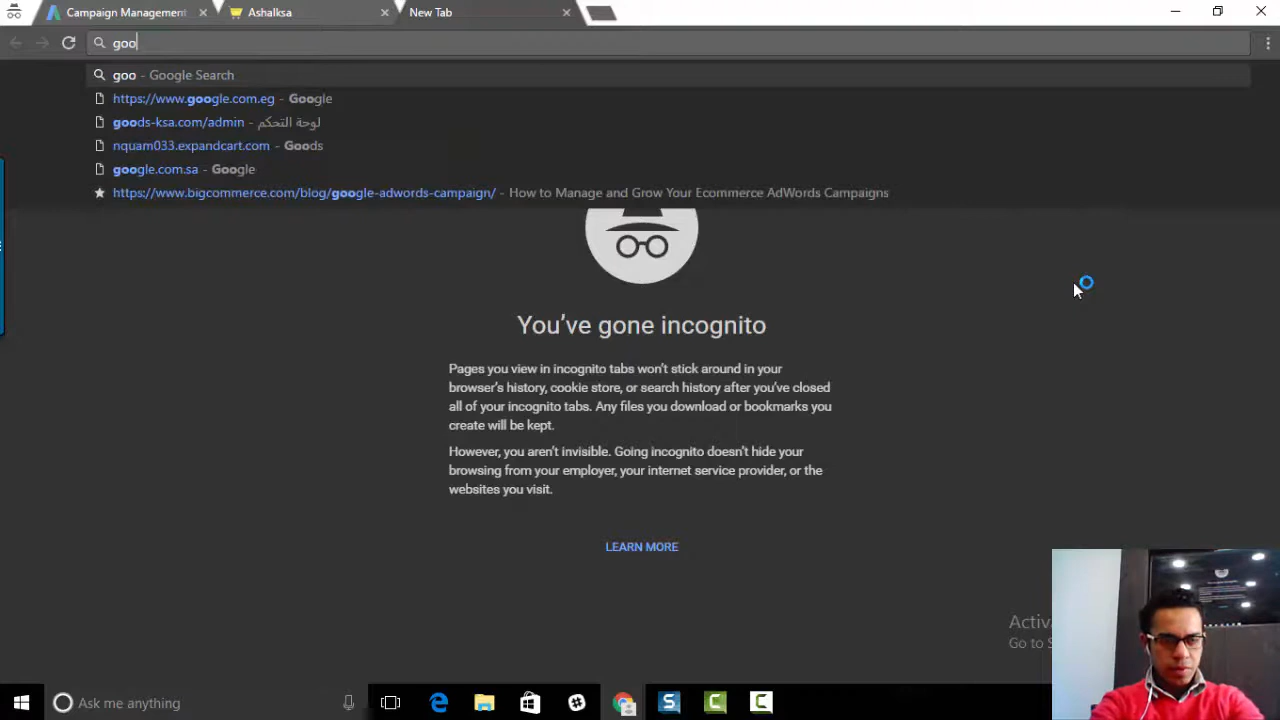 Campaign Management
Ashalksa
New Tab
goo
goo - Google Search
https://www.google.com.eg - Google
goods-ksa.com/admin - لوحة التحكم
nquam033.expandcart.com - Goods
google.com.sa - Google
https://www.bigcommerce.com/blog/google-adwords-campaign/ - How to Manage and Grow Your Ecommerce AdWords Campaigns
You've gone incognito
Pages you view in incognito tabs won't stick around in your
browser's history, cookie store, or search history after you've closed
all of your incognito tabs. Any files you download or bookmarks you
create will be kept.
However, you aren't invisible. Going incognito doesn't hide your
browsing from your employer, your internet service provider, or the
websites you visit.
LEARN MORE
Go to
Ask me anything